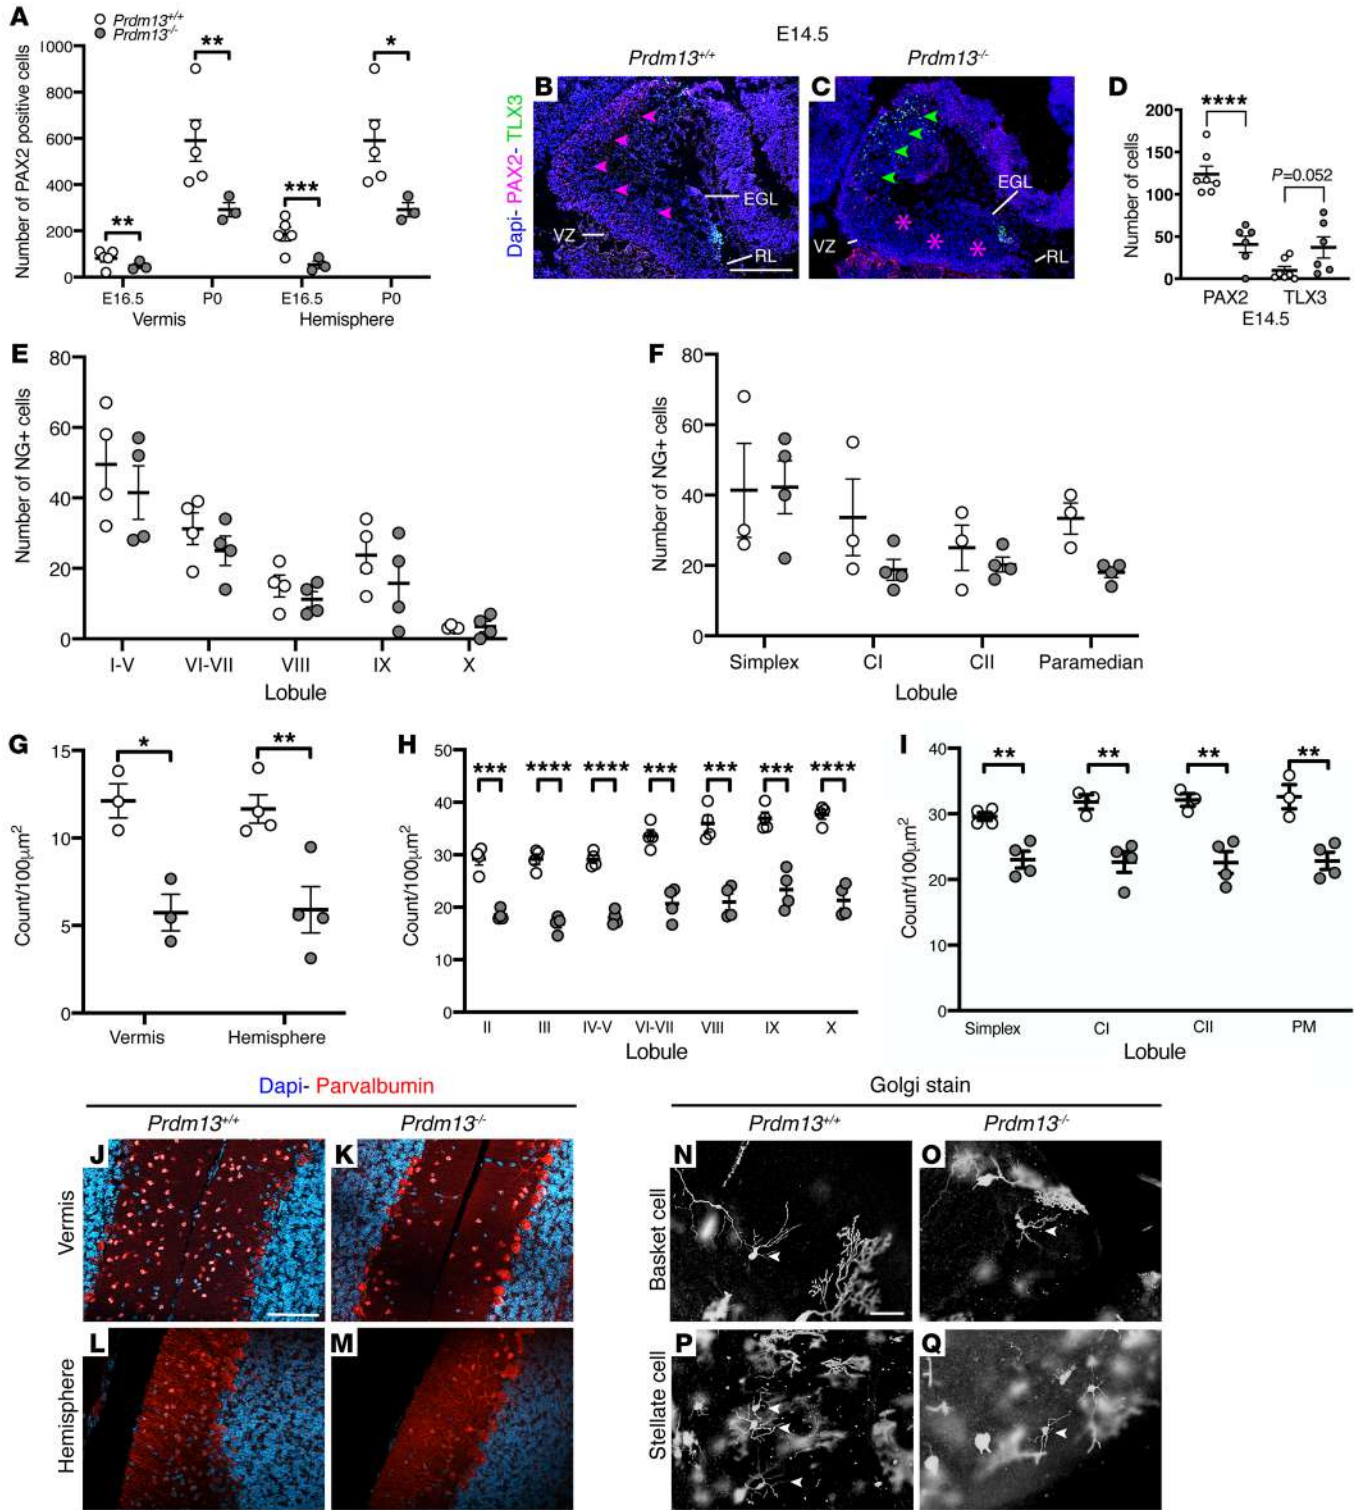 A
Prdm13+/+
Prdm13-/-
Number of PAX2 positive cells
1000
800
600
400
200
0
**
**
***
*
E16.5 P0 E16.5 P0
Vermis Hemisphere
E14.5
Prdm13+/+ Prdm13-/-
Dapi- PAX2- TLX3
B
VZ
EGL
RL
C
VZ
EGL
RL
* * *
D
Number of cells
200
150
100
50
0
****
P=0.052
PAX2 TLX3
E14.5
E
Number of NG+ cells
80
60
40
20
0
I-V VI-VII VIII IX X
Lobule
F
Number of NG+ cells
80
60
40
20
0
Simplex CI CII Paramedian
Lobule
G
Count/100µm2
15
10
5
0
* **
Vermis Hemisphere
H
Count/100µm2
50
40
30
20
10
0
*** **** **** *** *** *** ****
II III IV-V VI-VII VIII IX X
Lobule
I
Count/100µm2
40
30
20
10
0
** ** ** **
Simplex CI CII PM
Lobule
Dapi- Parvalbumin
Prdm13+/+ Prdm13-/-
Vermis
J K
Hemisphere
L M
Golgi stain
Prdm13+/+ Prdm13-/-
Basket cell
N O
Stellate cell
P Q